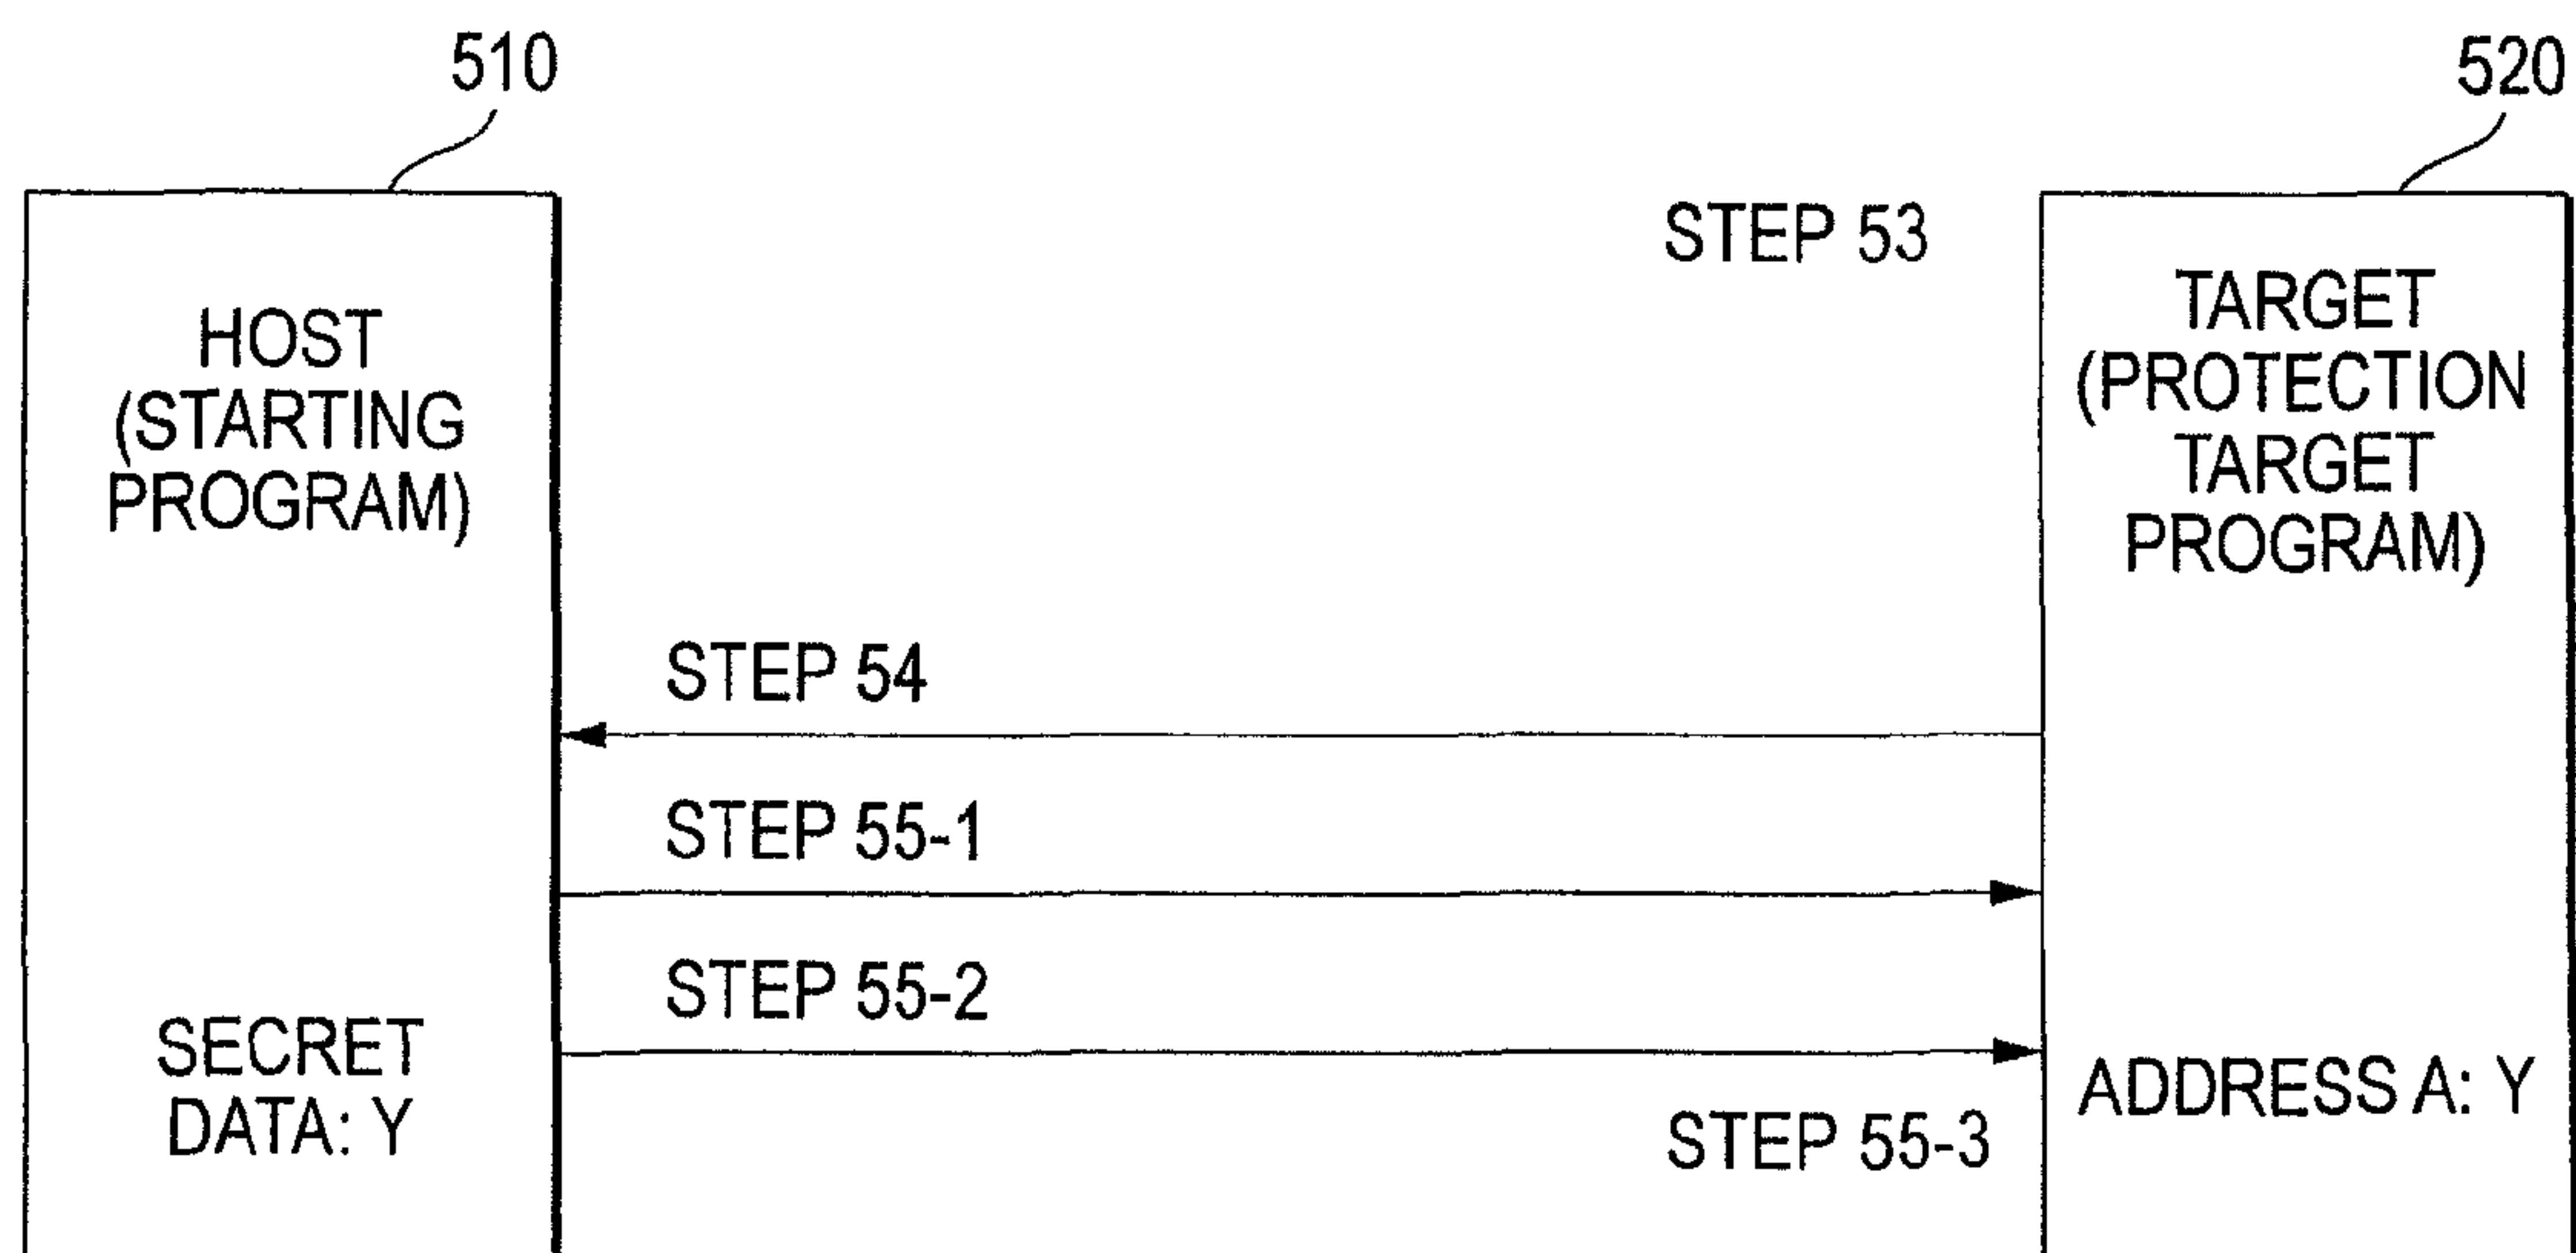 510
520
STEP 53
HOST
(STARTING
PROGRAM)
TARGET
(PROTECTION
TARGET
PROGRAM)
STEP 54
STEP 55-1
STEP 55-2
SECRET
DATA: Y
ADDRESS A: Y
STEP 55-3